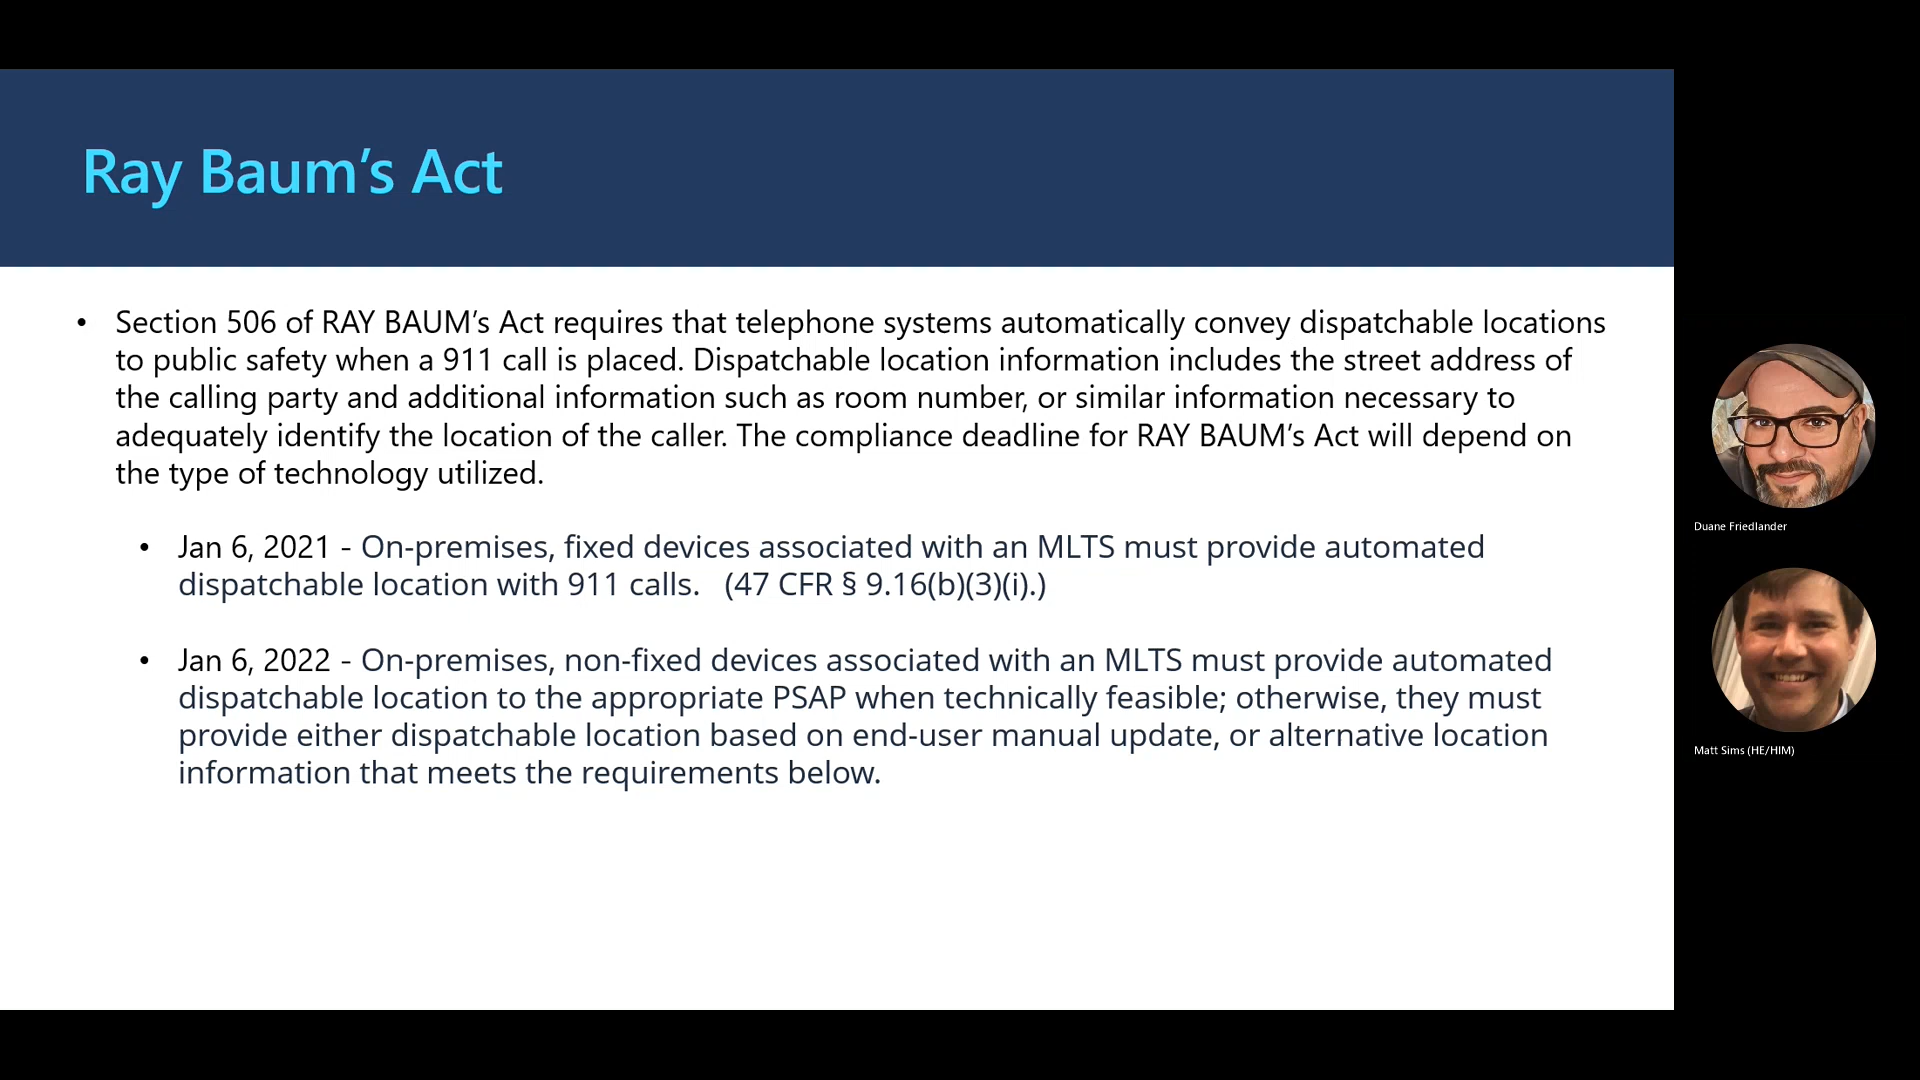 Ray Baum’s Act
• Section 506 of RAY BAUM’s Act requires that telephone systems automatically convey dispatchable locations
to public safety when a 911 call is placed. Dispatchable location information includes the street address of
the calling party and additional information such as room number, or similar information necessary to
adequately identify the location of the caller. The compliance deadline for RAY BAUM’s Act will depend on
the type of technology utilized.
• Jan 6, 2021 - On-premises, fixed devices associated with an MLTS must provide automated
dispatchable location with 911 calls.   (47 CFR § 9.16(b)(3)(i).)
• Jan 6, 2022 - On-premises, non-fixed devices associated with an MLTS must provide automated
dispatchable location to the appropriate PSAP when technically feasible; otherwise, they must
provide either dispatchable location based on end-user manual update, or alternative location
information that meets the requirements below.
Duane Friedlander
Matt Sims (HE/HIM)